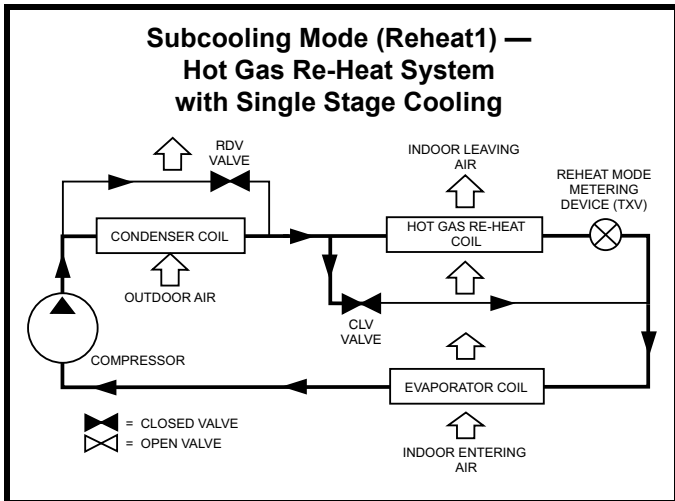 Subcooling Mode (Reheat1) —
Hot Gas Re-Heat System
with Single Stage Cooling
RDV
VALVE
INDOOR LEAVING
AIR
REHEAT MODE
METERING
DEVICE (TXV)
CONDENSER COIL
HOT GAS RE-HEAT
COIL
OUTDOOR AIR
CLV
VALVE
COMPRESSOR
EVAPORATOR COIL
= CLOSED VALVE
= OPEN VALVE
INDOOR ENTERING
AIR